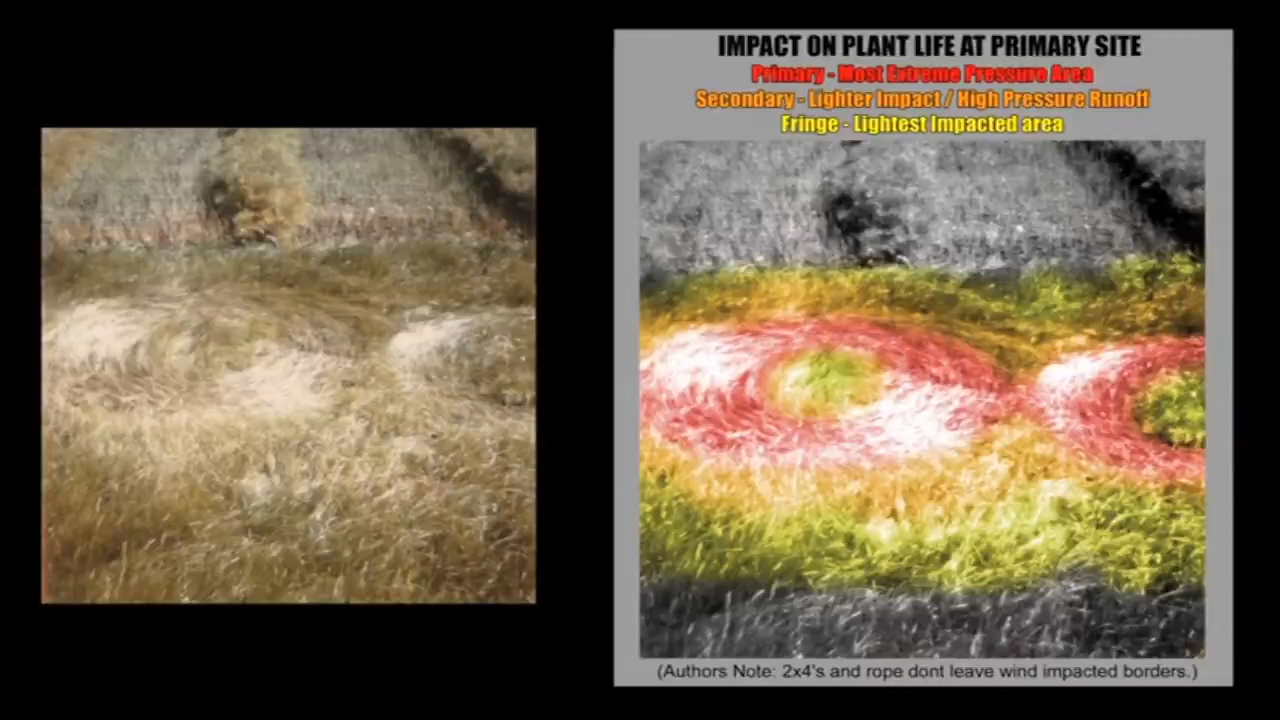 IMPACT ON PLANT LIFE AT PRIMARY SITE
Primary - Most Extreme Pressure Area
Secondary - Lighter Impact / High Pressure Runoff
Fringe - Lightest Impacted area
(Authors Note: 2x4's and rope dont leave wind impacted borders.)